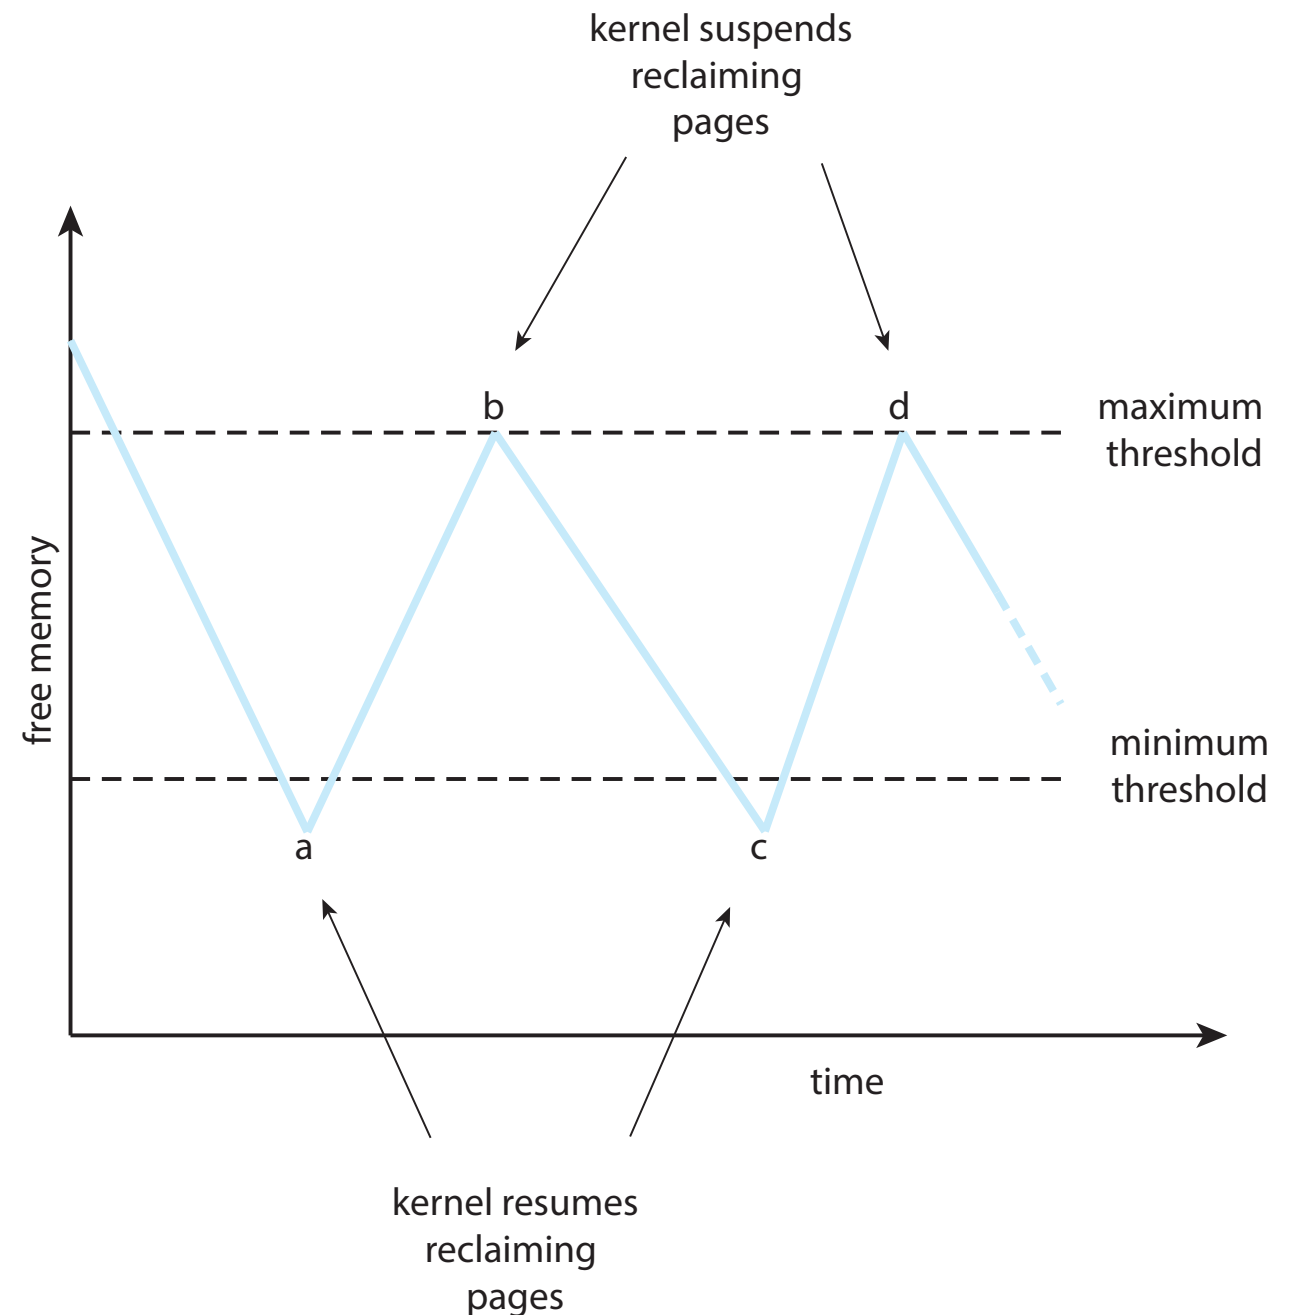 kernel suspends
reclaiming
pages
b
d
maximum
threshold
free memory
minimum
threshold
a
c
time
kernel resumes
reclaiming
pages